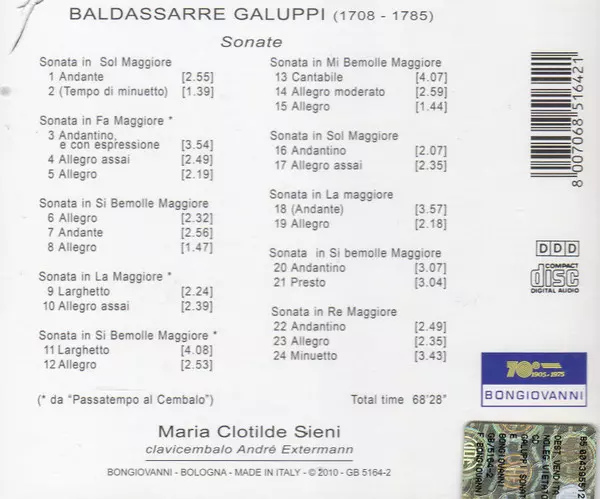 BALDASSARRE GALUPPI (1708 - 1785)
Sonate
Sonata in Sol Maggiore
1 Andante [2.55]
2 (Tempo di minuetto) [1.39]
Sonata in Fa Maggiore *
3 Andantino,
e con espressione [3.54]
4 Allegro assai [2.49]
5 Allegro [2.19]
Sonata in Si Bemolle Maggiore
6 Allegro [2.32]
7 Andante [2.56]
8 Allegro [1.47]
Sonata in La Maggiore *
9 Larghetto [2.24]
10 Allegro assai [2.39]
Sonata in Si Bemolle Maggiore *
11 Larghetto [4.08]
12 Allegro [2.53]
(* da “Passatempo al Cembalo”)
Sonata in Mi Bemolle Maggiore
13 Cantabile [4.07]
14 Allegro moderato [2.59]
15 Allegro [1.44]
Sonata in Sol Maggiore
16 Andantino [2.07]
17 Allegro assai [2.35]
Sonata in La maggiore
18 (Andante) [3.57]
19 Allegro [2.18]
Sonata in Si bemolle Maggiore
20 Andantino [3.07]
21 Presto [3.04]
Sonata in Re Maggiore
22 Andantino [2.49]
23 Allegro [2.35]
24 Minuetto [3.43]
Total time 68'28"
Maria Clotilde Sieni
clavicembalo André Extermann
BONGIOVANNI - BOLOGNA - MADE IN ITALY - © 2010 - GB 5164-2
8 007068 516421
DDD
COMPACT
disc
DIGITAL AUDIO
70°
1905-1975
BONGIOVANNI